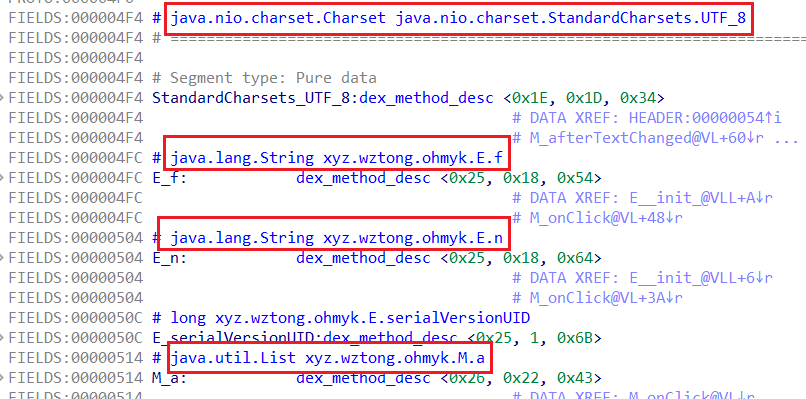 FIELDS:000004F4
FIELDS:000004F4 # java.nio.charset.Charset java.nio.charset.StandardCharsets.UTF_8
FIELDS:000004F4 # ========================================================================
FIELDS:000004F4
FIELDS:000004F4 # Segment type: Pure data
FIELDS:000004F4 StandardCharsets_UTF_8:dex_method_desc <0x1E, 0x1D, 0x34>
FIELDS:000004F4 # DATA XREF: HEADER:00000054↑i
FIELDS:000004F4 # M_afterTextChanged@VL+60↓r ...
FIELDS:000004FC # java.lang.String xyz.wztong.ohmyk.E.f
FIELDS:000004FC E_f: dex_method_desc <0x25, 0x18, 0x54>
FIELDS:000004FC # DATA XREF: E__init_@VLL+A↓r
FIELDS:000004FC # M_onClick@VL+48↓r
FIELDS:00000504 # java.lang.String xyz.wztong.ohmyk.E.n
FIELDS:00000504 E_n: dex_method_desc <0x25, 0x18, 0x64>
FIELDS:00000504 # DATA XREF: E__init_@VLL+6↓r
FIELDS:00000504 # M_onClick@VL+3A↓r
FIELDS:0000050C # long xyz.wztong.ohmyk.E.serialVersionUID
FIELDS:0000050C E_serialVersionUID:dex_method_desc <0x25, 1, 0x6B>
FIELDS:00000514 # java.util.List xyz.wztong.ohmyk.M.a
FIELDS:00000514 M_a: dex_method_desc <0x26, 0x22, 0x43>
FIELDS:00000514 # DATA XREF: M_onClick@VL+A↓r